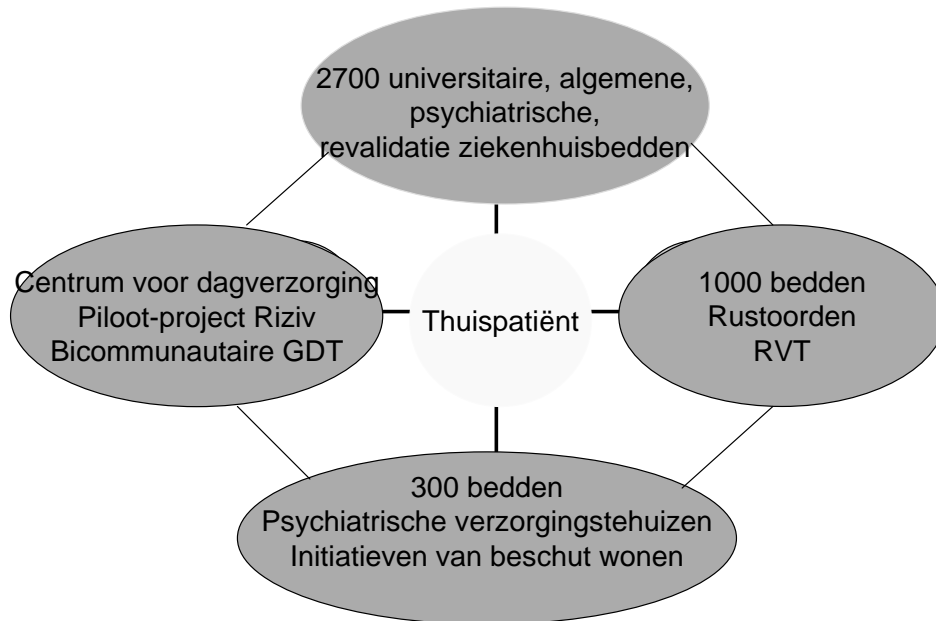 2700 universitaire, algemene,
psychiatrische,
revalidatie ziekenhuisbedden
Centrum voor dagverzorging
Piloot-project Riziv
Bicommunautaire GDT
Thuispatiënt
1000 bedden
Rustoorden
RVT
300 bedden
Psychiatrische verzorgingstehuizen
Initiatieven van beschut wonen